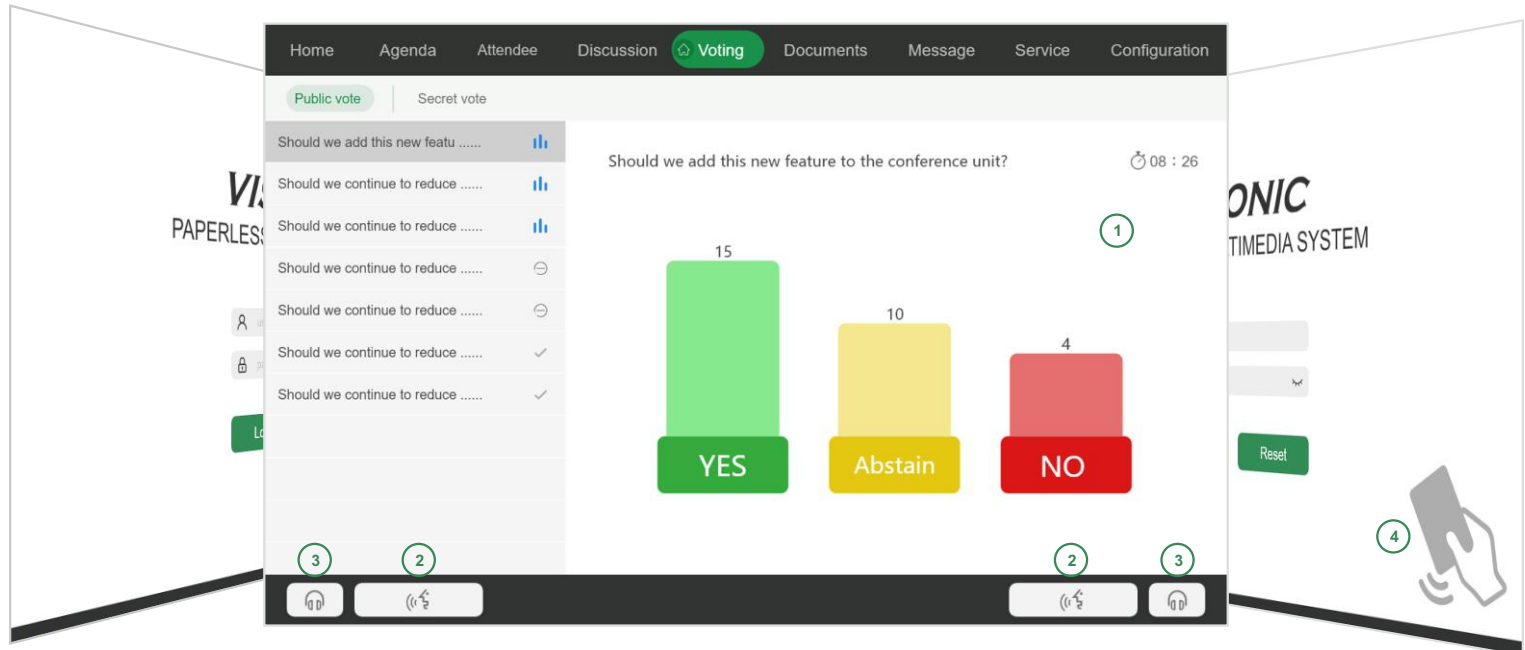 Home Agenda Attendee Discussion Voting Documents Message Service Configuration
Public vote Secret vote
Should we add this new featu ......
Should we continue to reduce ......
Should we continue to reduce ......
Should we continue to reduce ......
Should we continue to reduce ......
Should we continue to reduce ......
Should we continue to reduce ......
Should we add this new feature to the conference unit?
08 : 26
1
15
10
4
YES
Abstain
NO
3
2
2
3
PAPERLESS
ONIC
TIMEDIA SYSTEM
Reset
4